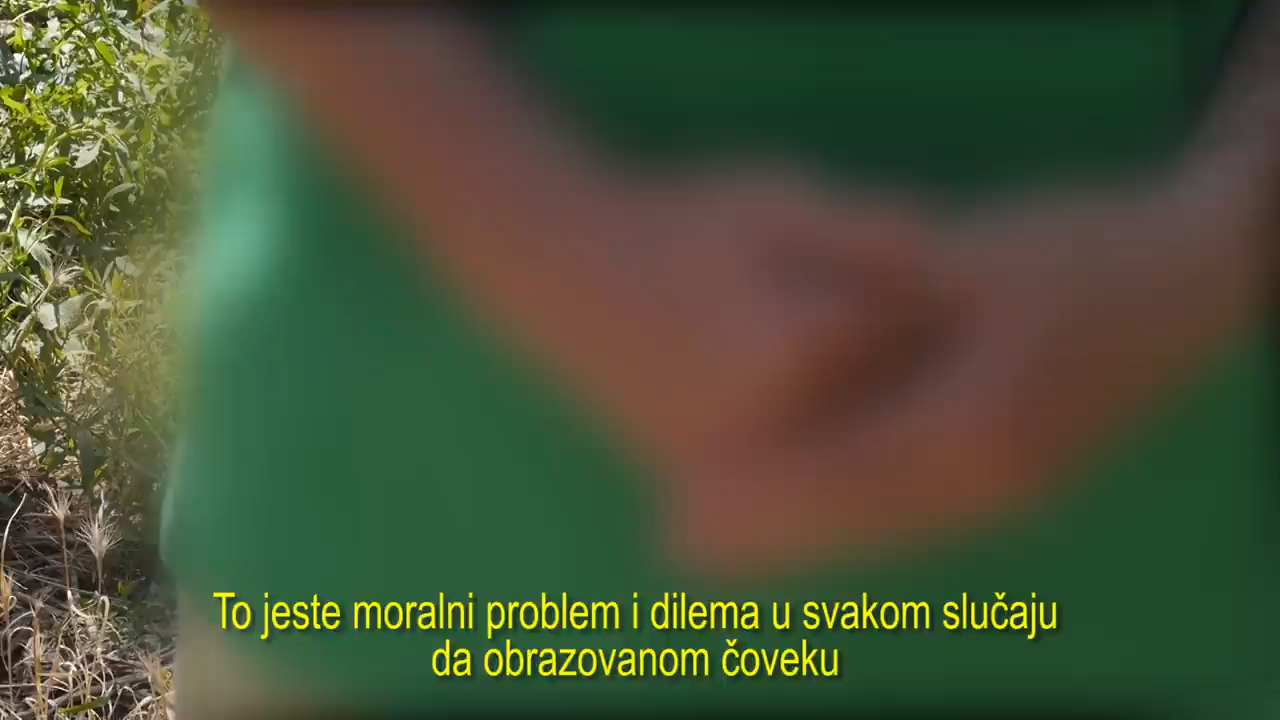 To jeste moralni problem i dilema u svakom slučaju
da obrazovanom čoveku